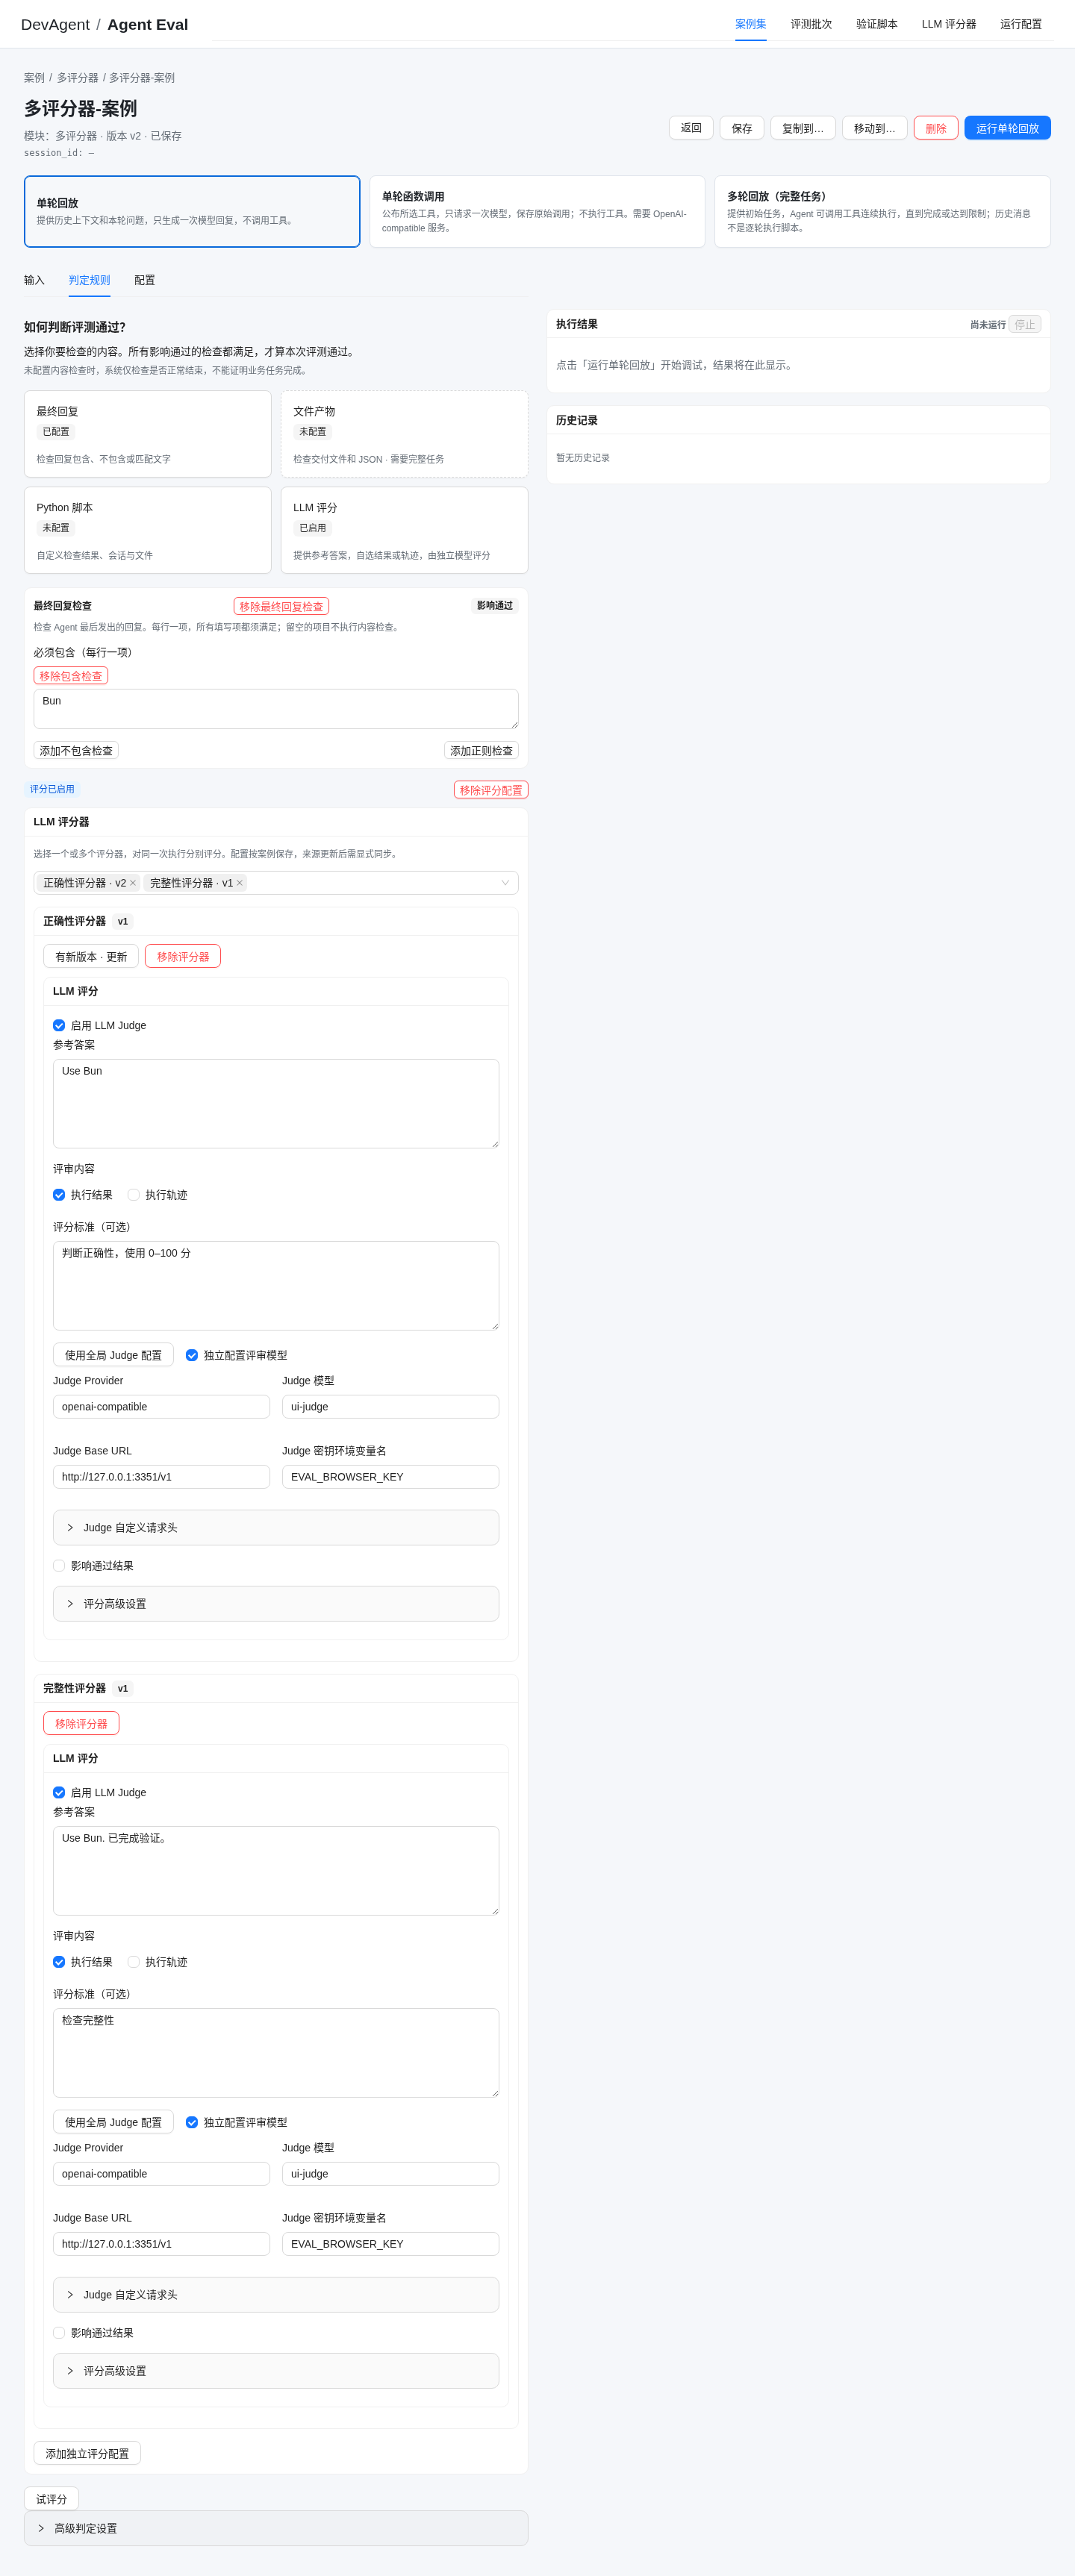 DevAgent / Agent Eval
案例集 评测批次 验证脚本 LLM 评分器 运行配置
案例 / 多评分器 / 多评分器-案例
多评分器-案例
模块：多评分器 · 版本 v2 · 已保存
session_id: —
返回 保存 复制到… 移动到… 删除 运行单轮回放
单轮回放
提供历史上下文和本轮问题，只生成一次模型回复，不调用工具。
单轮函数调用
公布所选工具，只请求一次模型，保存原始调用；不执行工具。需要 OpenAI-
compatible 服务。
多轮回放（完整任务）
提供初始任务，Agent 可调用工具连续执行，直到完成或达到限制；历史消息
不是逐轮执行脚本。
输入 判定规则 配置
如何判断评测通过？
选择你要检查的内容。所有影响通过的检查都满足，才算本次评测通过。
未配置内容检查时，系统仅检查是否正常结束，不能证明业务任务完成。
最终回复
已配置
检查回复包含、不包含或匹配文字
文件产物
未配置
检查交付文件和 JSON · 需要完整任务
Python 脚本
未配置
自定义检查结果、会话与文件
LLM 评分
已启用
提供参考答案，自选结果或轨迹，由独立模型评分
执行结果
尚未运行 停止
点击「运行单轮回放」开始调试，结果将在此显示。
历史记录
暂无历史记录
最终回复检查 移除最终回复检查 影响通过
检查 Agent 最后发出的回复。每行一项，所有填写项都须满足；留空的项目不执行内容检查。
必须包含（每行一项）
移除包含检查
Bun
添加不包含检查 添加正则检查
评分已启用 移除评分配置
LLM 评分器
选择一个或多个评分器，对同一次执行分别评分。配置按案例保存，来源更新后需显式同步。
正确性评分器 · v2 完整性评分器 · v1
正确性评分器 v1
有新版本 · 更新 移除评分器
LLM 评分
启用 LLM Judge
参考答案
Use Bun
评审内容
执行结果 执行轨迹
评分标准（可选）
判断正确性，使用 0–100 分
使用全局 Judge 配置 独立配置评审模型
Judge Provider Judge 模型
openai-compatible ui-judge
Judge Base URL Judge 密钥环境变量名
http://127.0.0.1:3351/v1 EVAL_BROWSER_KEY
Judge 自定义请求头
影响通过结果
评分高级设置
完整性评分器 v1
移除评分器
LLM 评分
启用 LLM Judge
参考答案
Use Bun. 已完成验证。
评审内容
执行结果 执行轨迹
评分标准（可选）
检查完整性
使用全局 Judge 配置 独立配置评审模型
Judge Provider Judge 模型
openai-compatible ui-judge
Judge Base URL Judge 密钥环境变量名
http://127.0.0.1:3351/v1 EVAL_BROWSER_KEY
Judge 自定义请求头
影响通过结果
评分高级设置
添加独立评分配置
试评分
高级判定设置